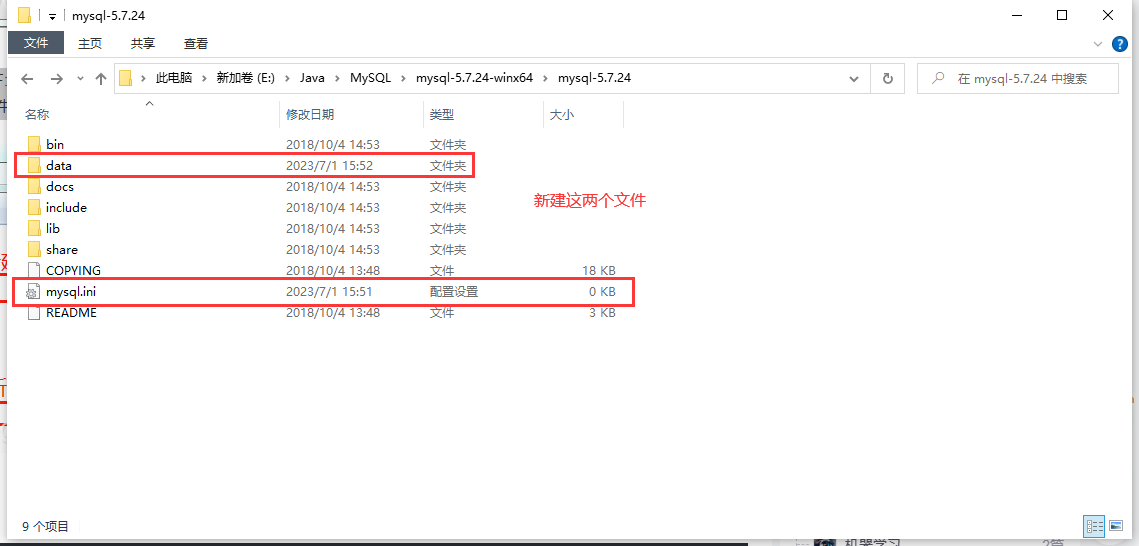 mysql-5.7.24
文件 主页 共享 查看
此电脑 新加卷 (E:) Java MySQL mysql-5.7.24-winx64 mysql-5.7.24 在 mysql-5.7.24 中搜索
名称 修改日期 类型 大小
bin 2018/10/4 14:53 文件夹
data 2023/7/1 15:52 文件夹
docs 2018/10/4 14:53 文件夹
include 2018/10/4 14:53 文件夹
新建这两个文件
lib 2018/10/4 14:53 文件夹
share 2018/10/4 14:53 文件夹
COPYING 2018/10/4 13:48 文件 18 KB
mysql.ini 2023/7/1 15:51 配置设置 0 KB
README 2018/10/4 13:48 文件 3 KB
9 个项目
机器学习